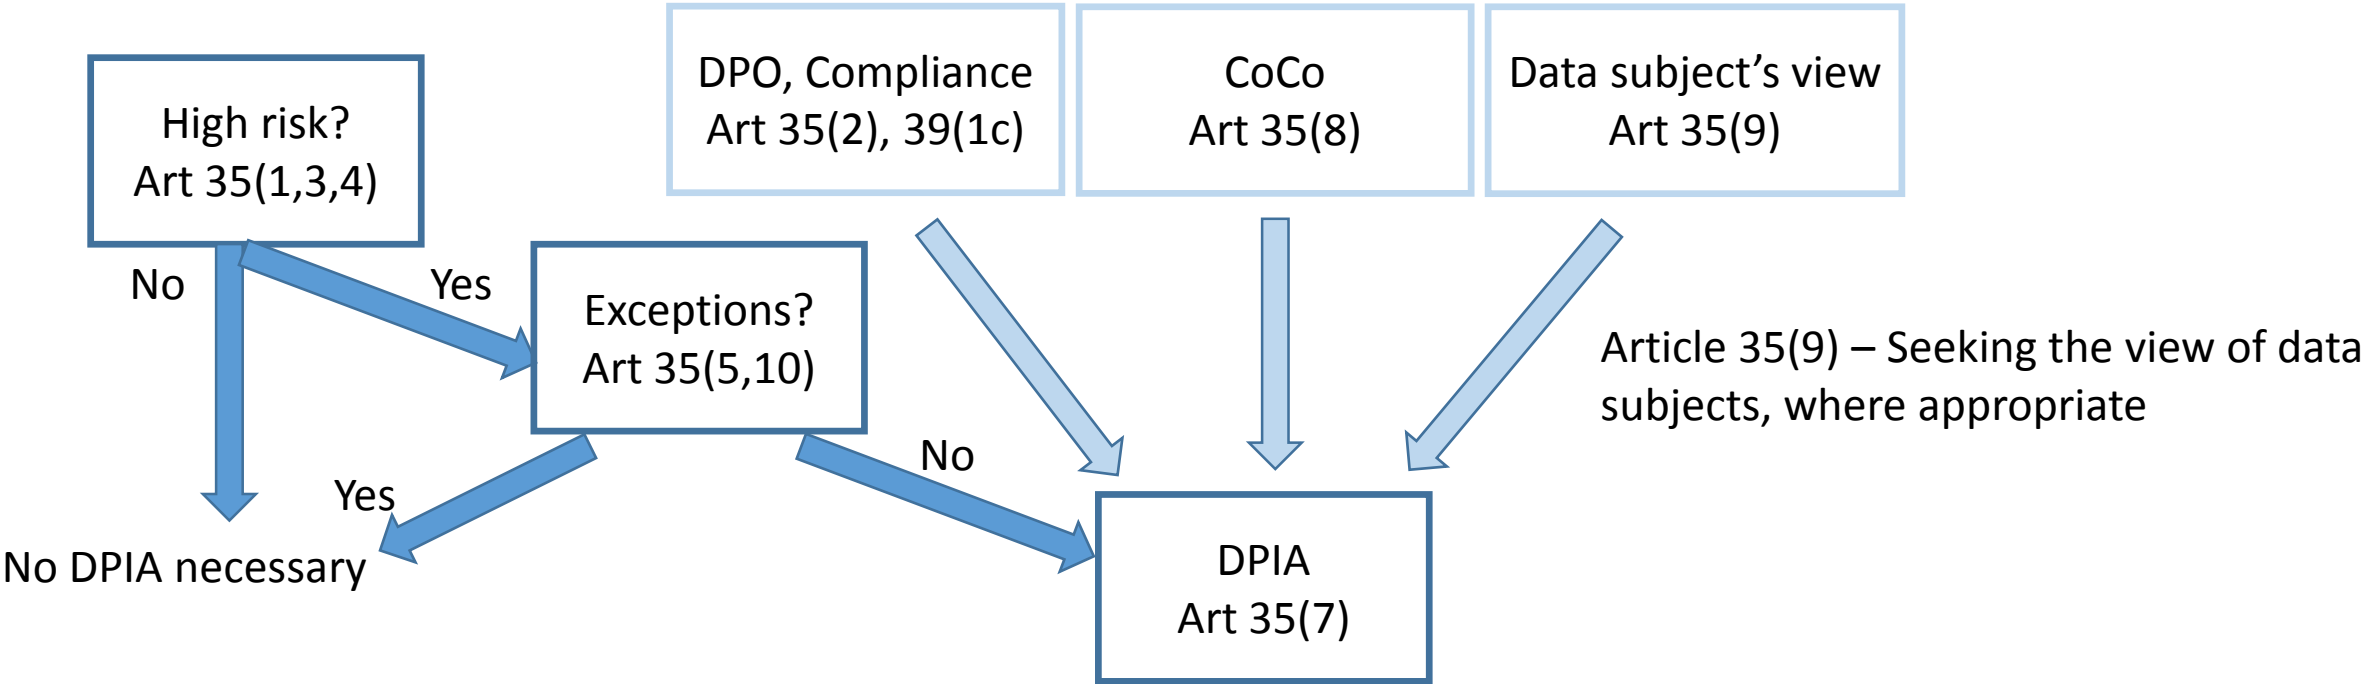 High risk?
Art 35(1,3,4)
DPO, Compliance
Art 35(2), 39(1c)
CoCo
Art 35(8)
Data subject’s view
Art 35(9)
No
Yes
Exceptions?
Art 35(5,10)
Article 35(9) – Seeking the view of data
subjects, where appropriate
Yes
No
No DPIA necessary
DPIA
Art 35(7)